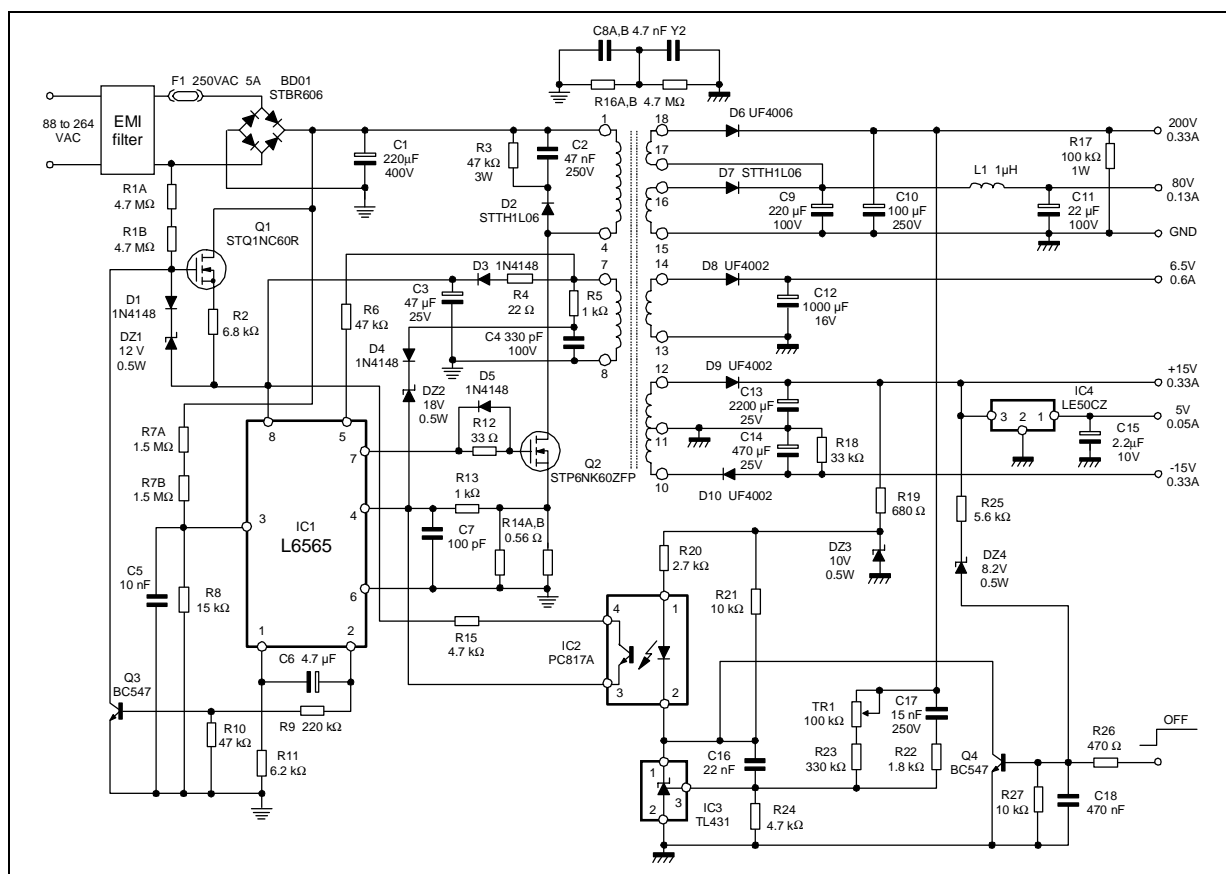 C8A,B 4.7 nF Y2
R16A,B 4.7 MΩ
F1 250VAC 5A
BD01
STBR606
EMI
filter
88 to 264
VAC
C1
220µF
400V
R3
47 kΩ
3W
C2
47 nF
250V
D2
STTH1L06
1
4
18
17
16
15
D6 UF4006
D7 STTH1L06
C9
220 µF
100V
C10
100 µF
250V
L1 1µH
C11
22 µF
100V
R17
100 kΩ
1W
200V
0.33A
80V
0.13A
GND
R1A
4.7 MΩ
R1B
4.7 MΩ
Q1
STQ1NC60R
D1
1N4148
DZ1
12 V
0.5W
R2
6.8 kΩ
R6
47 kΩ
C3
47 µF
25V
D3 1N4148
R4
22 Ω
7
R5
1 kΩ
C4 330 pF
100V
8
14
13
D8 UF4002
C12
1000 µF
16V
6.5V
0.6A
D4
1N4148
DZ2
18V
0.5W
D5
1N4148
R12
33 Ω
Q2
STP6NK60ZFP
12
11
10
D9 UF4002
C13
2200 µF
25V
C14
470 µF
25V
R18
33 kΩ
D10 UF4002
IC4
LE50CZ
3
2
1
C15
2.2µF
10V
+15V
0.33A
5V
0.05A
-15V
0.33A
R7A
1.5 MΩ
R7B
1.5 MΩ
8
5
7
4
6
3
1
2
IC1
L6565
R13
1 kΩ
C7
100 pF
R14A,B
0.56 Ω
C5
10 nF
R8
15 kΩ
C6 4.7 µF
Q3
BC547
R9 220 kΩ
R10
47 kΩ
R11
6.2 kΩ
R15
4.7 kΩ
R19
680 Ω
DZ3
10V
0.5W
R25
5.6 kΩ
DZ4
8.2V
0.5W
R20
2.7 kΩ
R21
10 kΩ
IC2
PC817A
4
3
1
2
TR1
100 kΩ
C17
15 nF
250V
R23
330 kΩ
R22
1.8 kΩ
C16
22 nF
1
2
3
IC3
TL431
R24
4.7 kΩ
Q4
BC547
R26
470 Ω
OFF
R27
10 kΩ
C18
470 nF